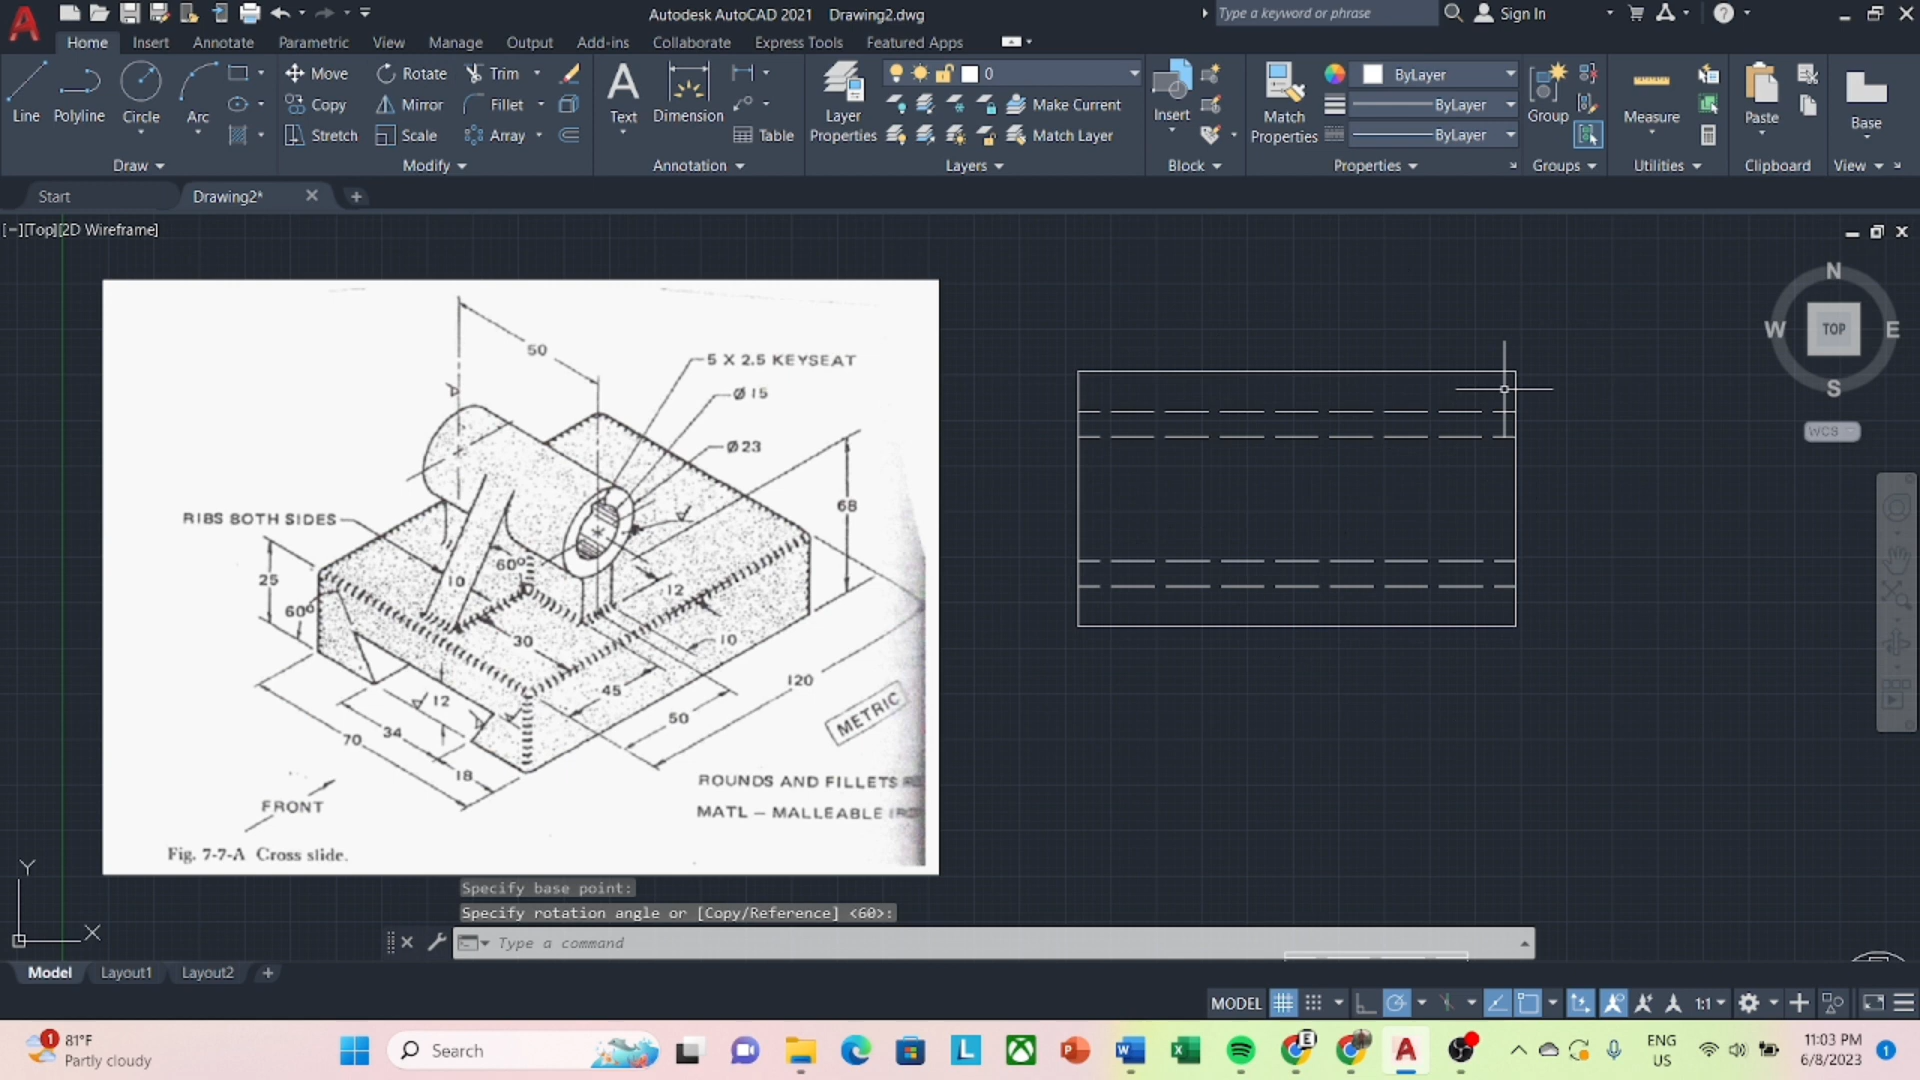 Autodesk AutoCAD 2021 Drawing2.dwg
Type a keyword or phrase
Sign In
Home Insert Annotate Parametric View Manage Output Add-ins Collaborate Express Tools Featured Apps
Line Polyline Circle Arc
Move Rotate Trim
Copy Mirror Fillet
Stretch Scale Array
Text Dimension Table
Layer Properties
0
Make Current
Match Layer
Insert
Match Properties
ByLayer
ByLayer
ByLayer
Group Measure Paste Base
Draw Modify Annotation Layers Block Properties Groups Utilities Clipboard View
Start Drawing2*
[−][Top][2D Wireframe]
N
W TOP E
S
WCS
50
5 X 2.5 KEYSEAT
Ø 15
Ø 23
68
RIBS BOTH SIDES
25
60°
10
60°
12
30
10
45
120
50
12
34
70
18
METRIC
ROUNDS AND FILLETS
MATL – MALLEABLE
FRONT
Fig. 7-7-A Cross slide.
Y
X
Specify base point:
Specify rotation angle or [Copy/Reference] <60>:
Type a command
Model Layout1 Layout2
MODEL 1:1
1
81°F
Partly cloudy
Search
ENG
US
11:03 PM
6/8/2023
1